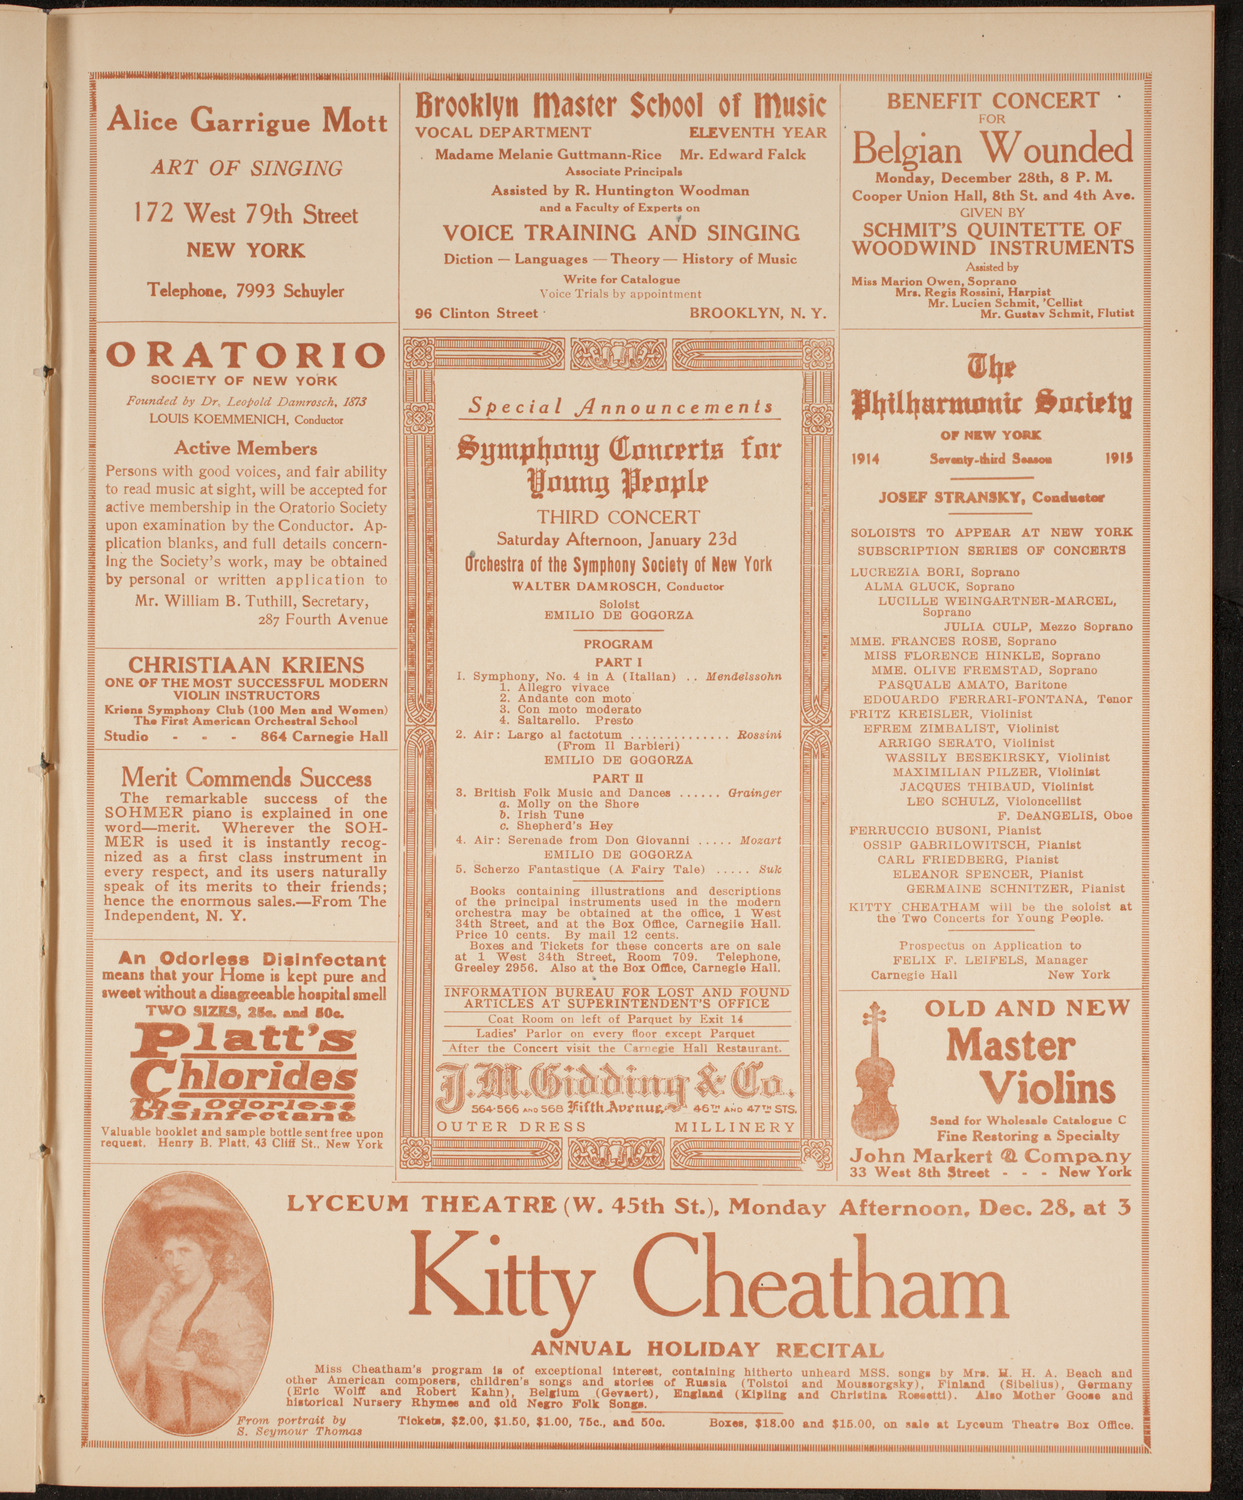 Alice Garrigue Mott
ART OF SINGING
172 West 79th Street
NEW YORK
Telephone, 7993 Schuyler
ORATORIO
SOCIETY OF NEW YORK
Founded by Dr. Leopold Damrosch, 1873
LOUIS KOEMMENICH, Conductor
Active Members
Persons with good voices, and fair ability
to read music at sight, will be accepted for
active membership in the Oratorio Society
upon examination by the Conductor. Ap-
plication blanks, and full details concern-
ing the Society's work, may be obtained
by personal or written application to
Mr. William B. Tuthill, Secretary,
287 Fourth Avenue
CHRISTIAAN KRIENS
ONE OF THE MOST SUCCESSFUL MODERN
VIOLIN INSTRUCTORS
Kriens Symphony Club (100 Men and Women)
The First American Orchestral School
Studio - - - 864 Carnegie Hall
Merit Commends Success
The remarkable success of the
SOHMER piano is explained in one
word—merit. Wherever the SOH-
MER is used it is instantly recog-
nized as a first class instrument in
every respect, and its users naturally
speak of its merits to their friends;
hence the enormous sales.—From The
Independent, N. Y.
An Odorless Disinfectant
means that your Home is kept pure and
sweet without a disagreeable hospital smell
TWO SIZES, 25c. and 50c.
Platt's
Chlorides
The Odorless
Disinfectant
Valuable booklet and sample bottle sent free upon
request. Henry B. Platt, 43 Cliff St., New York
Brooklyn Master School of Music
VOCAL DEPARTMENT ELEVENTH YEAR
Madame Melanie Guttmann-Rice Mr. Edward Falck
Associate Principals
Assisted by R. Huntington Woodman
and a Faculty of Experts on
VOICE TRAINING AND SINGING
Diction — Languages — Theory — History of Music
Write for Catalogue
Voice Trials by appointment
96 Clinton Street BROOKLYN, N. Y.
Special Announcements
Symphony Concerts for
Young People
THIRD CONCERT
Saturday Afternoon, January 23d
Orchestra of the Symphony Society of New York
WALTER DAMROSCH, Conductor
Soloist
EMILIO DE GOGORZA
PROGRAM
PART I
1. Symphony, No. 4 in A (Italian) .. Mendelssohn
1. Allegro vivace
2. Andante con moto
3. Con moto moderato
4. Saltarello. Presto
2. Air: Largo al factotum .............. Rossini
(From Il Barbieri)
EMILIO DE GOGORZA
PART II
3. British Folk Music and Dances ...... Grainger
a. Molly on the Shore
b. Irish Tune
c. Shepherd's Hey
4. Air: Serenade from Don Giovanni ..... Mozart
EMILIO DE GOGORZA
5. Scherzo Fantastique (A Fairy Tale) ..... Suk
Books containing illustrations and descriptions
of the principal instruments used in the modern
orchestra may be obtained at the office, 1 West
34th Street, and at the Box Office, Carnegiie Hall.
Price 10 cents. By mail 12 cents.
Boxes and Tickets for these concerts are on sale
at 1 West 34th Street, Room 709. Telephone,
Greeley 2956. Also at the Box Office, Carnegie Hall.
INFORMATION BUREAU FOR LOST AND FOUND
ARTICLES AT SUPERINTENDENT'S OFFICE
Coat Room on left of Parquet by Exit 14
Ladies' Parlor on every floor except Parquet
After the Concert visit the Carnegie Hall Restaurant.
J.M. Gidding & Co.
564-566 AND 568 Fifth Avenue, 46TH AND 47TH STS.
OUTER DRESS MILLINERY
BENEFIT CONCERT
FOR
Belgian Wounded
Monday, December 28th, 8 P. M.
Cooper Union Hall, 8th St. and 4th Ave.
GIVEN BY
SCHMIT'S QUINTETTE OF
WOODWIND INSTRUMENTS
Assisted by
Miss Marion Owen, Soprano
Mrs. Regis Rossini, Harpist
Mr. Lucien Schmit, 'Cellist
Mr. Gustav Schmit, Flutist
The
Philharmonic Society
OF NEW YORK
1914 Seventy-third Season 1915
JOSEF STRANSKY, Conductor
SOLOISTS TO APPEAR AT NEW YORK
SUBSCRIPTION SERIES OF CONCERTS
LUCREZIA BORI, Soprano
ALMA GLUCK, Soprano
LUCILLE WEINGARTNER-MARCEL,
Soprano
JULIA CULP, Mezzo Soprano
MME. FRANCES ROSE, Soprano
MISS FLORENCE HINKLE, Soprano
MME. OLIVE FREMSTAD, Soprano
PASQUALE AMATO, Baritone
EDOUARDO FERRARI-FONTANA, Tenor
FRITZ KREISLER, Violinist
EFREM ZIMBALIST, Violinist
ARRIGO SERATO, Violinist
WASSILY BESEKIRSKY, Violinist
MAXIMILIAN PILZER, Violinist
JACQUES THIBAUD, Violinist
LEO SCHULZ, Violoncellist
F. DeANGELIS, Oboe
FERRUCCIO BUSONI, Pianist
OSSIP GABRILOWITSCH, Pianist
CARL FRIEDBERG, Pianist
ELEANOR SPENCER, Pianist
GERMAINE SCHNITZER, Pianist
KITTY CHEATHAM will be the soloist at
the Two Concerts for Young People.
Prospectus on Application to
FELIX F. LEIFELS, Manager
Carnegie Hall New York
OLD AND NEW
Master
Violins
Send for Wholesale Catalogue C
Fine Restoring a Specialty
John Markert & Company
33 West 8th Street - - - New York
LYCEUM THEATRE (W. 45th St.), Monday Afternoon, Dec. 28, at 3
Kitty Cheatham
ANNUAL HOLIDAY RECITAL
Miss Cheatham's program is of exceptional interest, containing hitherto unheard MSS. songs by Mrs. M. H. A. Beach and
other American composers, children's songs and stories of Russia (Tolstoi and Moussorgsky), Finland (Sibelius), Germany
(Eric Wolff and Robert Kahn), Belgium (Gevaert), England (Kipling and Christina Rossetti). Also Mother Goose and
historical Nursery Rhymes and old Negro Folk Songs.
From portrait by
S. Seymour Thomas
Tickets, $2.00, $1.50, $1.00, 75c., and 50c. Boxes, $18.00 and $15.00, on sale at Lyceum Theatre Box Office.